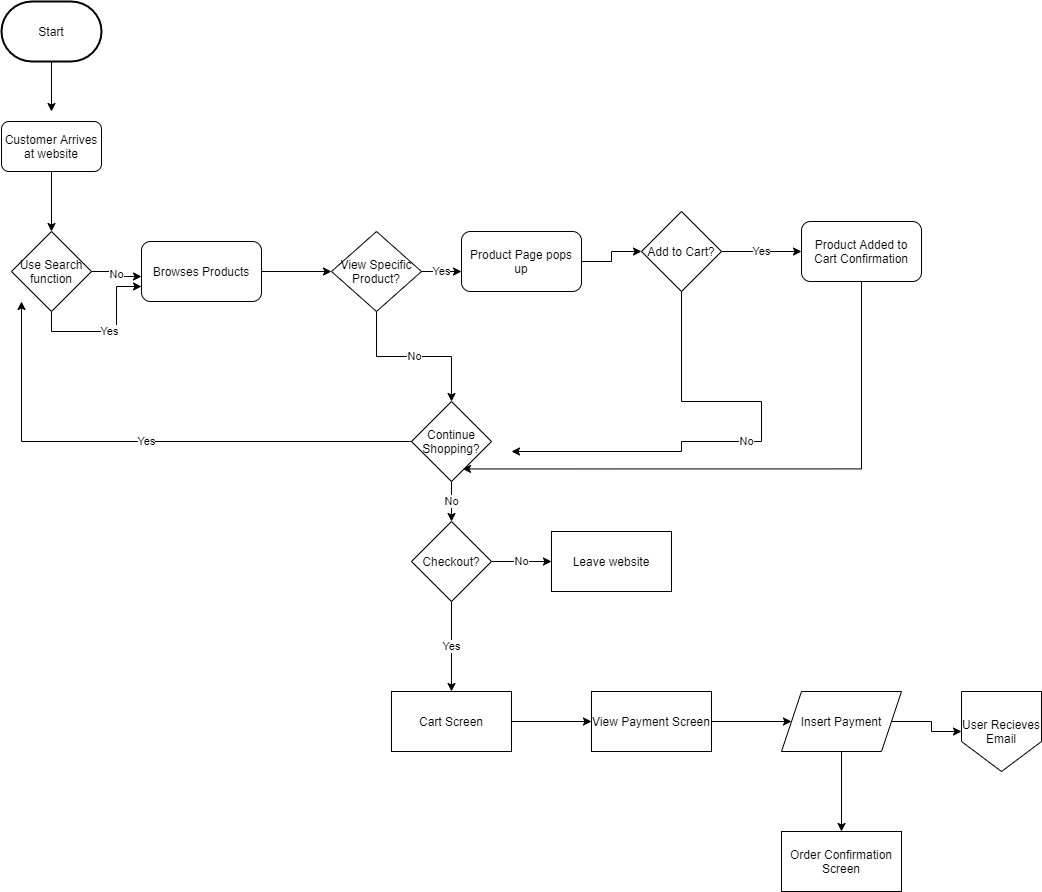 Start
Customer Arrives
at website
Use Search
function
No
Yes
Browses Products
View Specific
Product?
Yes
No
Product Page pops
up
Add to Cart?
Yes
No
Product Added to
Cart Confirmation
Continue
Shopping?
Yes
No
Checkout?
No
Leave website
Yes
Cart Screen
View Payment Screen
Insert Payment
User Recieves
Email
Order Confirmation
Screen